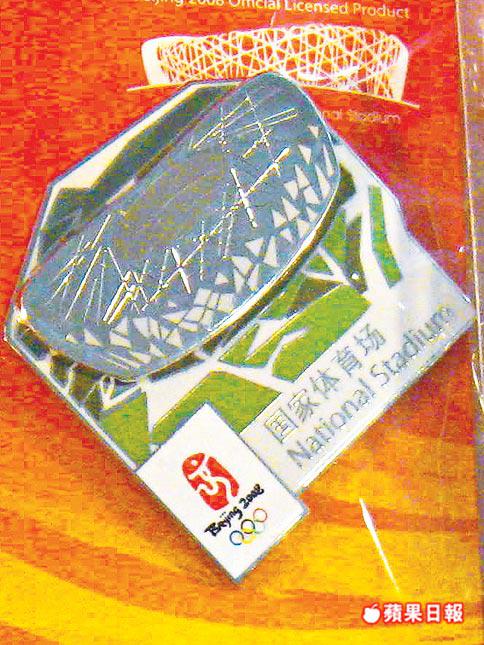 Beijing 2008 Official Licensed Product
National Stadium
国家体育场
National Stadium
Beijing 2008
蘋果日報